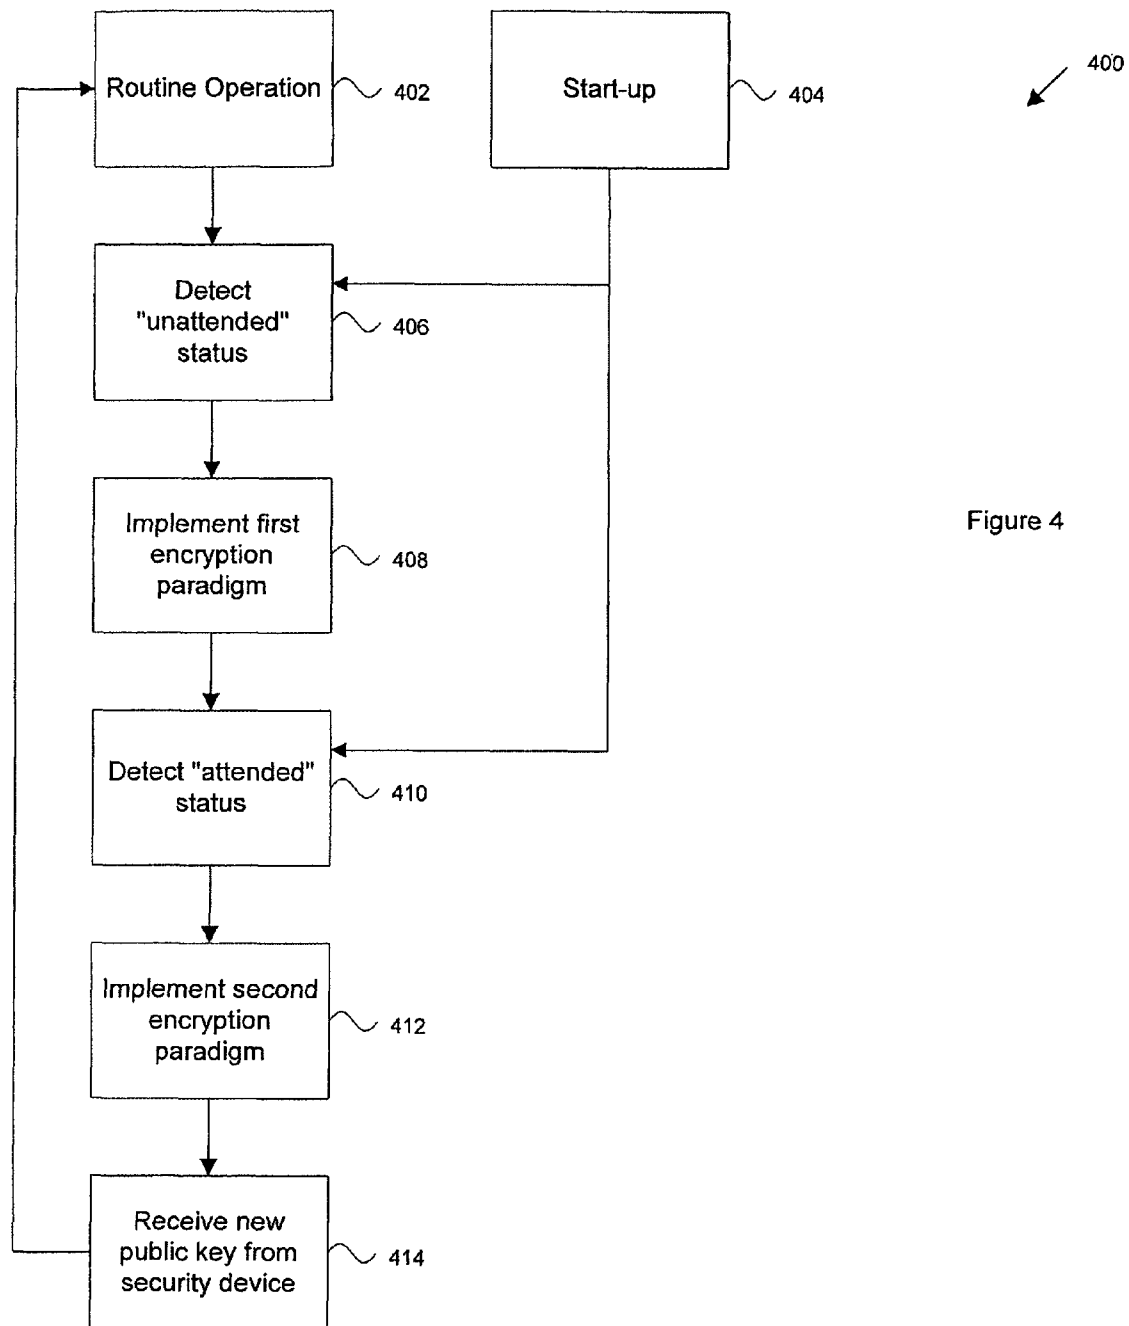 Routine Operation
402
Start-up
404
400
Detect
"unattended"
status
406
Implement first
encryption
paradigm
408
Figure 4
Detect "attended"
status
410
Implement second
encryption
paradigm
412
Receive new
public key from
security device
414